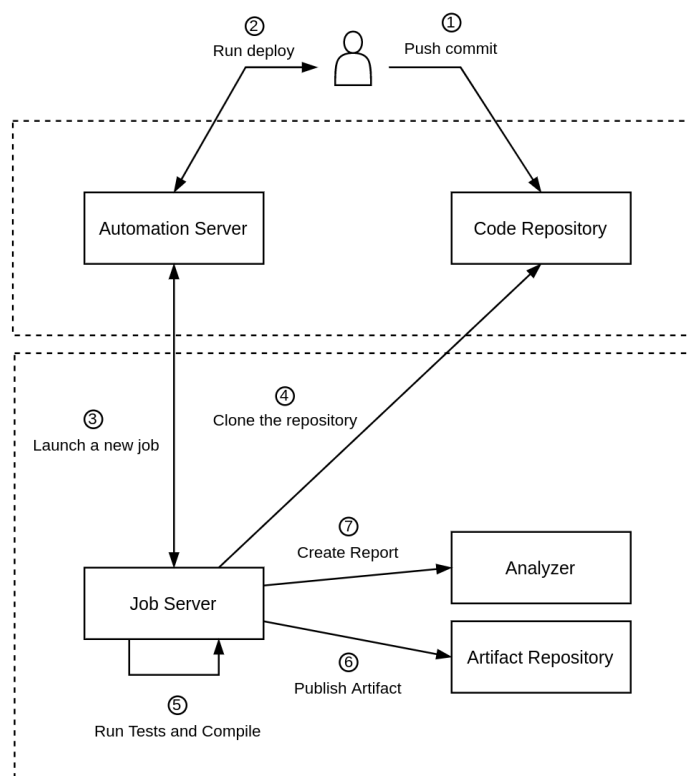 2
Run deploy
1
Push commit
Automation Server
Code Repository
3
Launch a new job
4
Clone the repository
7
Create Report
Analyzer
Job Server
Artifact Repository
6
Publish Artifact
5
Run Tests and Compile